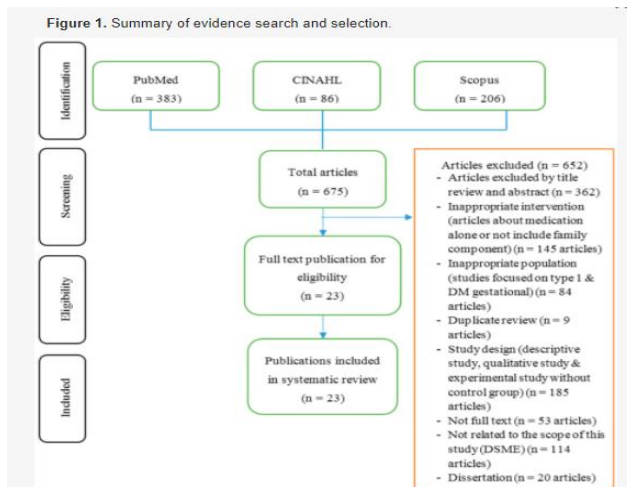 Figure 1. Summary of evidence search and selection.
Identification
PubMed
(n = 383)
CINAHL
(n = 86)
Scopus
(n = 206)
Screening
Total articles
(n = 675)
Eligibility
Full text publication for
eligibility
(n = 23)
Included
Publications included
in systematic review
(n = 23)
Articles excluded (n = 652)
- Articles excluded by title
review and abstract (n = 362)
- Inappropriate intervention
(articles about medication
alone or not include family
component) (n = 145 articles)
- Inappropriate population
(studies focused on type 1 &
DM gestational) (n = 84
articles)
- Duplicate review (n = 9
articles)
- Study design (descriptive
study, qualitative study &
experimental study without
control group) (n = 185
articles)
- Not full text (n = 53 articles)
- Not related to the scope of this
study (DSME) (n = 114
articles)
- Dissertation (n = 20 articles)